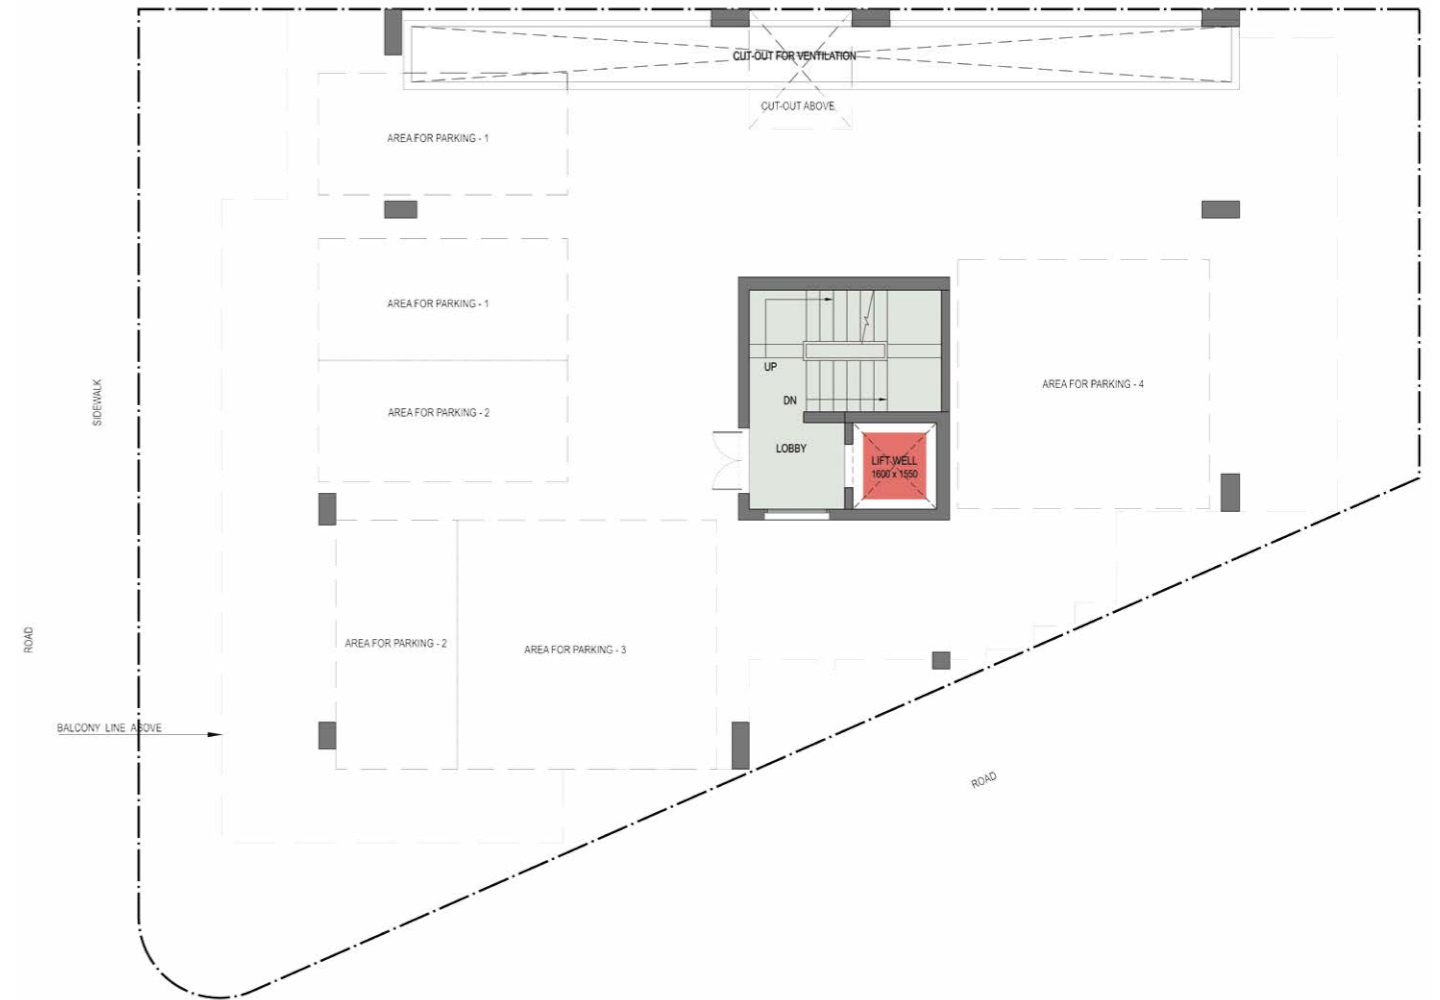 CUT-OUT FOR VENTILATION
CUT-OUT ABOVE
AREA FOR PARKING - 1
AREA FOR PARKING - 1
AREA FOR PARKING - 2
UP
DN
LOBBY
LIFT WELL
1600 x 1550
AREA FOR PARKING - 4
SIDEWALK
ROAD
AREA FOR PARKING - 2
AREA FOR PARKING - 3
BALCONY LINE ABOVE
ROAD